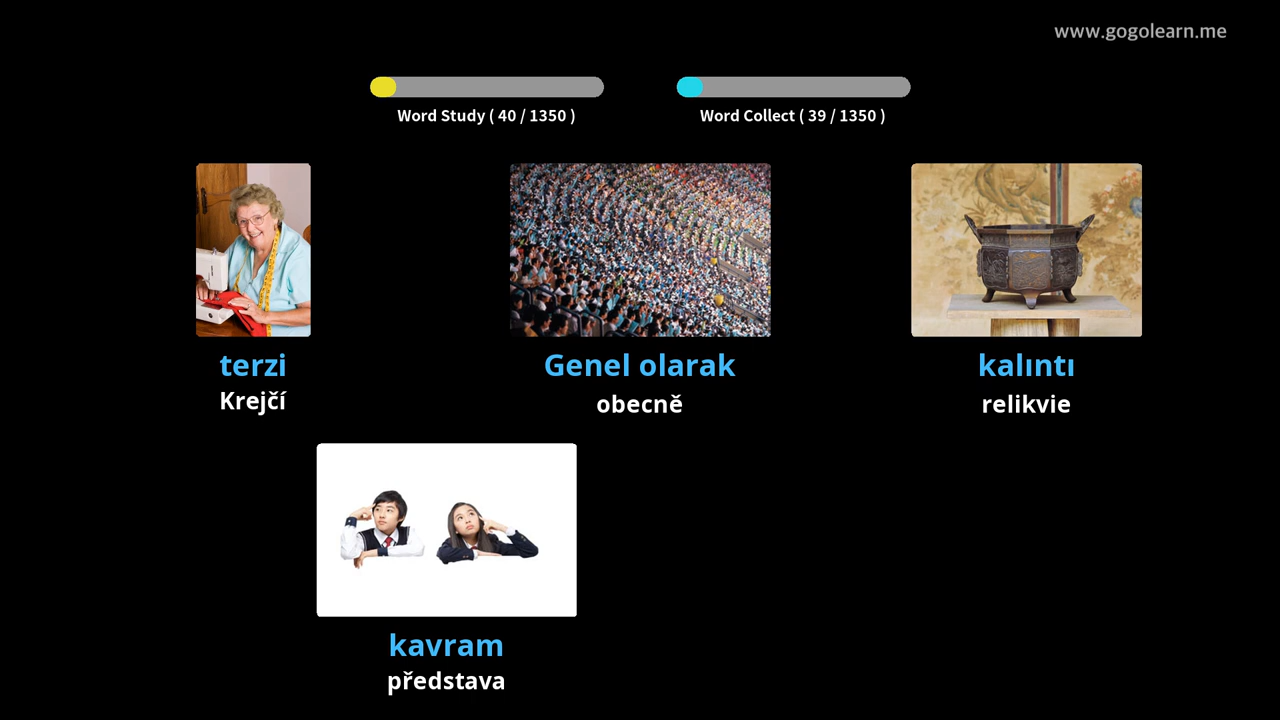 www.gogolearn.me
Word Study ( 40 / 1350 )
Word Collect ( 39 / 1350 )
terzi
Krejčí
Genel olarak
obecně
kalıntı
relikvie
kavram
představa